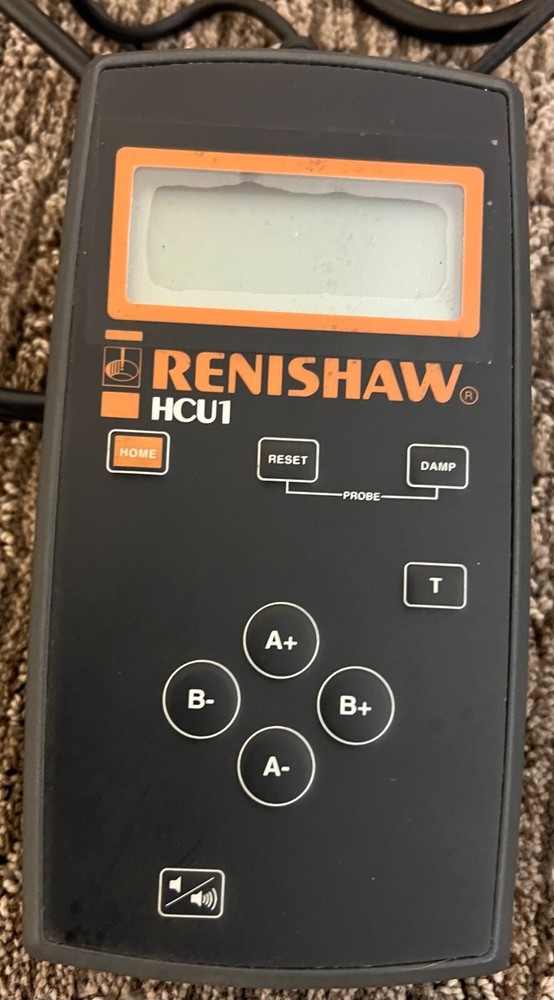 RENISHAW®
HCU1
HOME
RESET
DAMP
PROBE
T
A+
B-
B+
A-